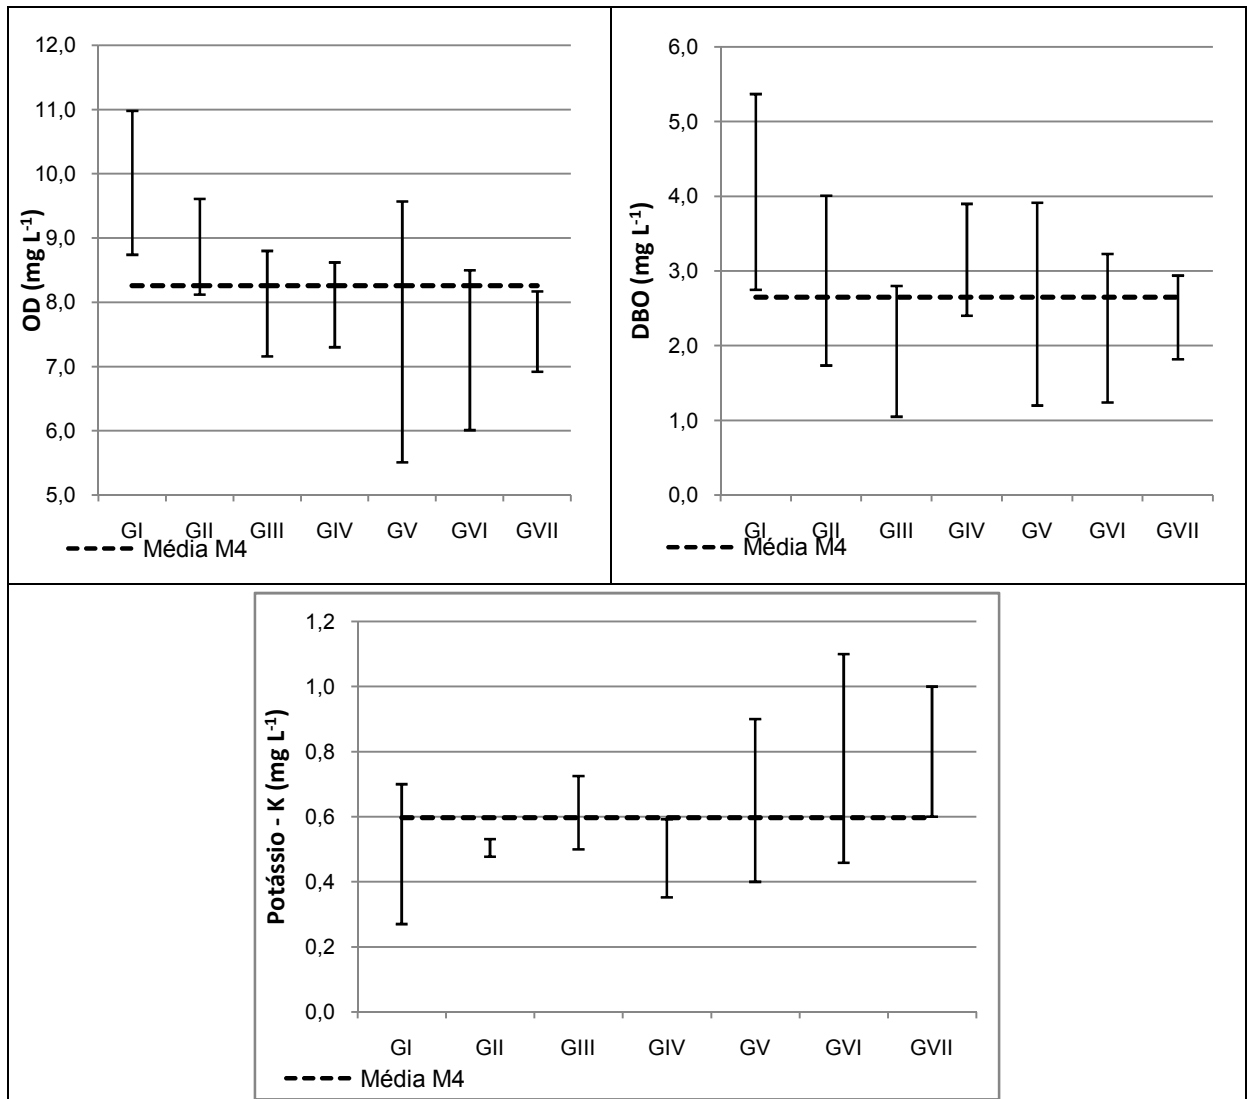 12,0
11,0
10,0
9,0
8,0
7,0
6,0
5,0
OD (mg L-1)
GI GII GIII GIV GV GVI GVII
Média M4
6,0
5,0
4,0
3,0
2,0
1,0
0,0
DBO (mg L-1)
GI GII GIII GIV GV GVI GVII
Média M4
1,2
1,0
0,8
0,6
0,4
0,2
0,0
Potássio - K (mg L-1)
GI GII GIII GIV GV GVI GVII
Média M4